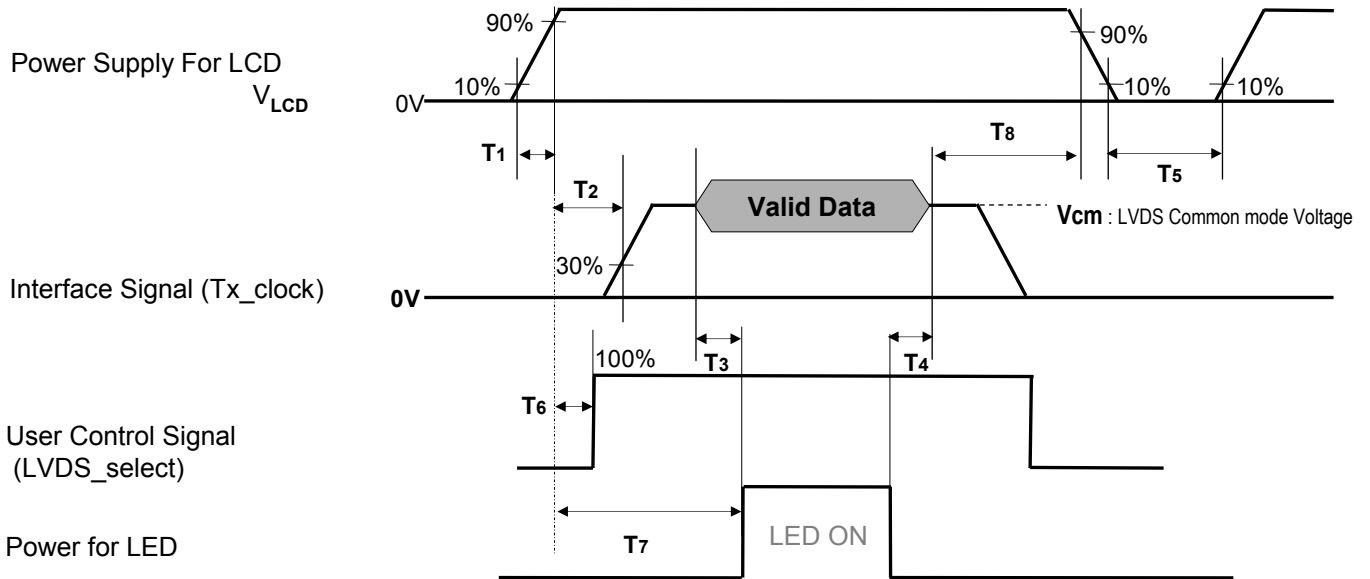 90%
90%
Power Supply For LCD
VLCD
10%
10%
10%
0V
T1
T8
T5
T2
Valid Data
Vcm : LVDS Common mode Voltage
30%
Interface Signal (Tx_clock)
0V
100%
T3
T4
T6
User Control Signal
(LVDS_select)
T7
LED ON
Power for LED